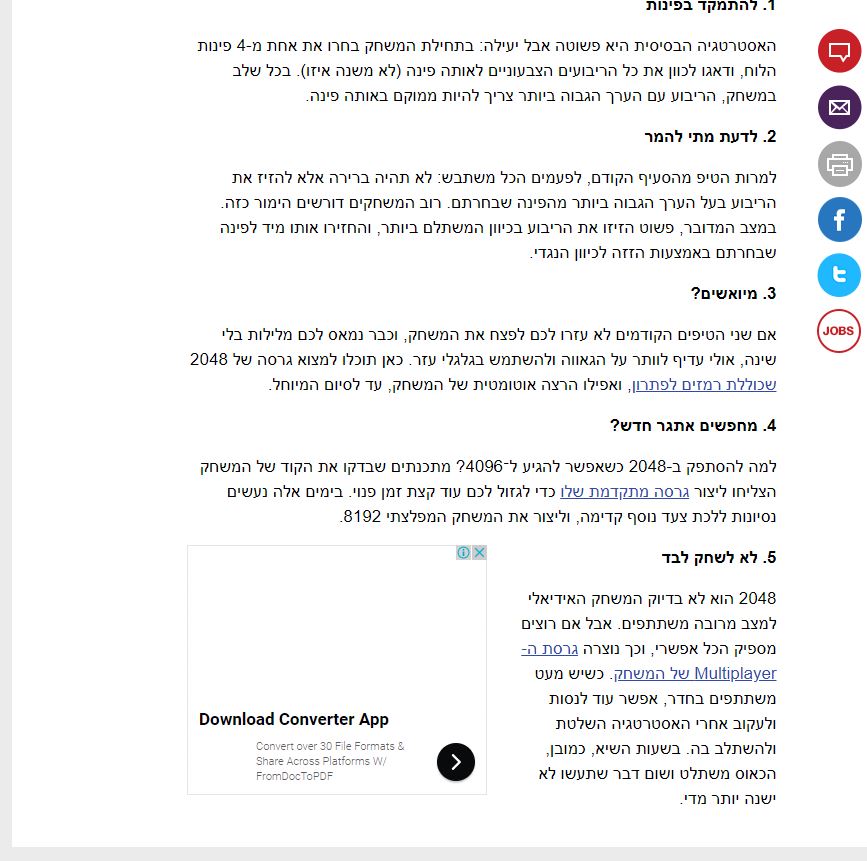 1. להתמקד בפינות
האסטרטגיה הבסיסית היא פשוטה אבל יעילה: בתחילת המשחק בחרו את אחת מ-4 פינות
הלוח, ודאגו לכוון את כל הריבועים הצבעוניים לאותה פינה (לא משנה איזו). בכל שלב
במשחק, הריבוע עם הערך הגבוה ביותר צריך להיות ממוקם באותה פינה.
2. לדעת מתי להמר
למרות הטיפ מהסעיף הקודם, לפעמים הכל משתבש: לא תהיה ברירה אלא להזיז את
הריבוע בעל הערך הגבוה ביותר מהפינה שבחרתם. רוב המשחקים דורשים הימור כזה.
במצב המדובר, פשוט הזיזו את הריבוע בכיוון המשתלם ביותר, והחזירו אותו מיד לפינה
שבחרתם באמצעות הזזה לכיוון הנגדי.
3. מיואשים?
אם שני הטיפים הקודמים לא עזרו לכם לפצח את המשחק, וכבר נמאס לכם מלילות בלי
שינה, אולי עדיף לוותר על הגאווה ולהשתמש בגלגלי עזר. כאן תוכלו למצוא גרסה של 2048
שכוללת רמזים לפתרון, ואפילו הרצה אוטומטית של המשחק, עד לסיום המיוחל.
4. מחפשים אתגר חדש?
למה להסתפק ב-2048 כשאפשר להגיע ל־4096? מתכנתים שבדקו את הקוד של המשחק
הצליחו ליצור גרסה מתקדמת שלו כדי לגזול לכם עוד קצת זמן פנוי. בימים אלה נעשים
נסיונות ללכת צעד נוסף קדימה, וליצור את המשחק המפלצתי 8192.
5. לא לשחק לבד
2048 הוא לא בדיוק המשחק האידיאלי
למצב מרובה משתתפים. אבל אם רוצים
מספיק הכל אפשרי, וכך נוצרה גרסת ה-
Multiplayer של המשחק. כשיש מעט
משתתפים בחדר, אפשר עוד לנסות
ולעקוב אחרי האסטרטגיה השלטת
ולהשתלב בה. בשעות השיא, כמובן,
הכאוס משתלט ושום דבר שתעשו לא
ישנה יותר מדי.
Download Converter App
Convert over 30 File Formats &
Share Across Platforms W/
FromDocToPDF
JOBS